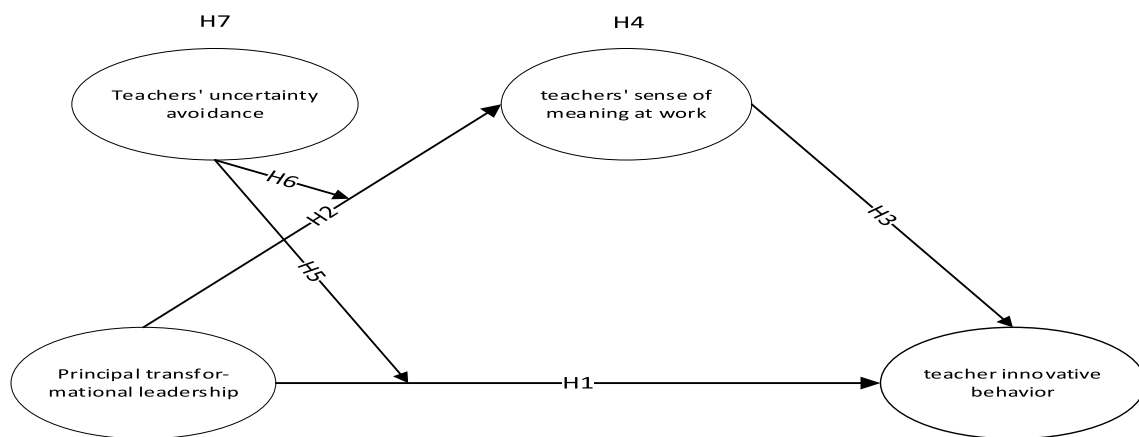 H7
H4
Teachers' uncertainty
avoidance
teachers' sense of
meaning at work
H6
H2
H3
H5
Principal transfor-
mational leadership
H1
teacher innovative
behavior